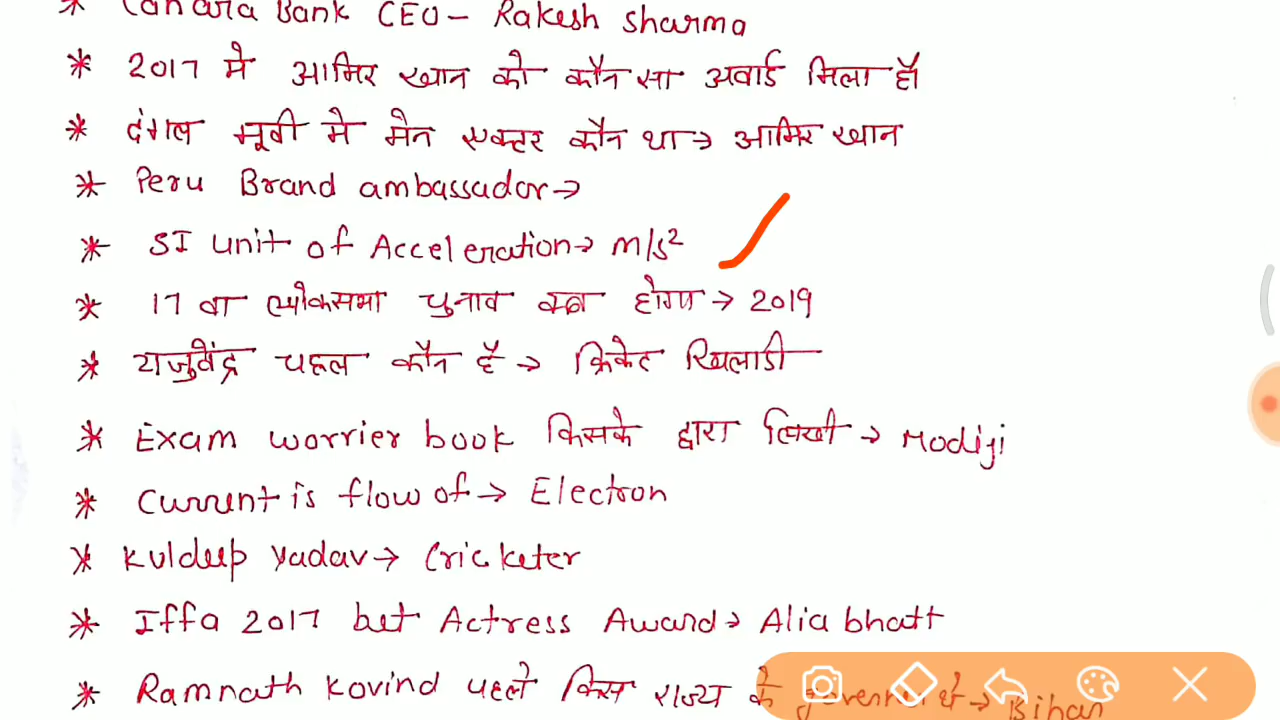 * Canara Bank CEO - Rakesh Sharma
* 2017 मे आमिर खान को कौन सा अवार्ड मिला है
* दंगल मूवी मे मेन एक्टर कौन था → आमिर खान
* Peru Brand ambassador →
* SI unit of Acceleration → m/s²
* 17 वा लोकसभा चुनाव कब होगा → 2019
* यजुवेंद्र चहल कौन है → क्रिकेट खिलाडी
* Exam worrier book किसके द्वारा लिखी → Modiji
* Current is flow of → Electron
* Kuldeep Yadav → Cricketer
* Iffa 2017 bet Actress Award → Alia bhatt
* Ramnath Kovind पहले किस राज्य के थे → Bihar